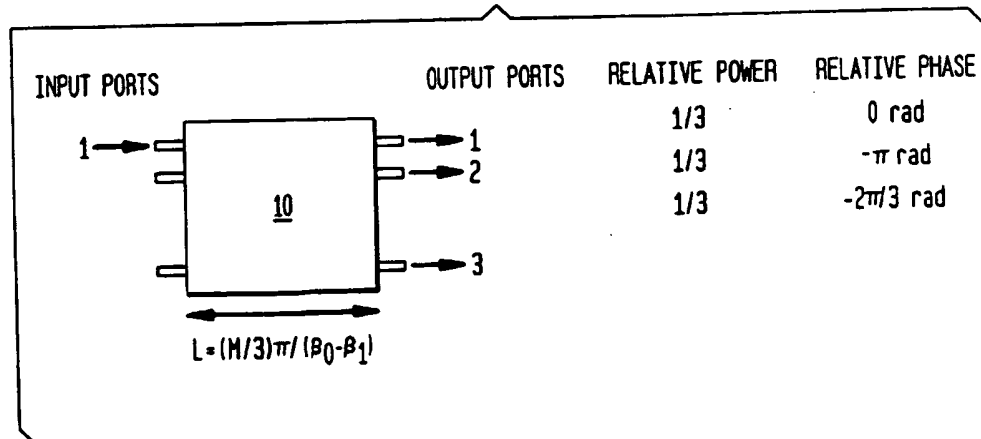 INPUT PORTS OUTPUT PORTS RELATIVE POWER RELATIVE PHASE
1 1 1/3 0 rad
2 1/3 -π rad
10
3 1/3 -2π/3 rad
L=(M/3)π/(β0-β1)